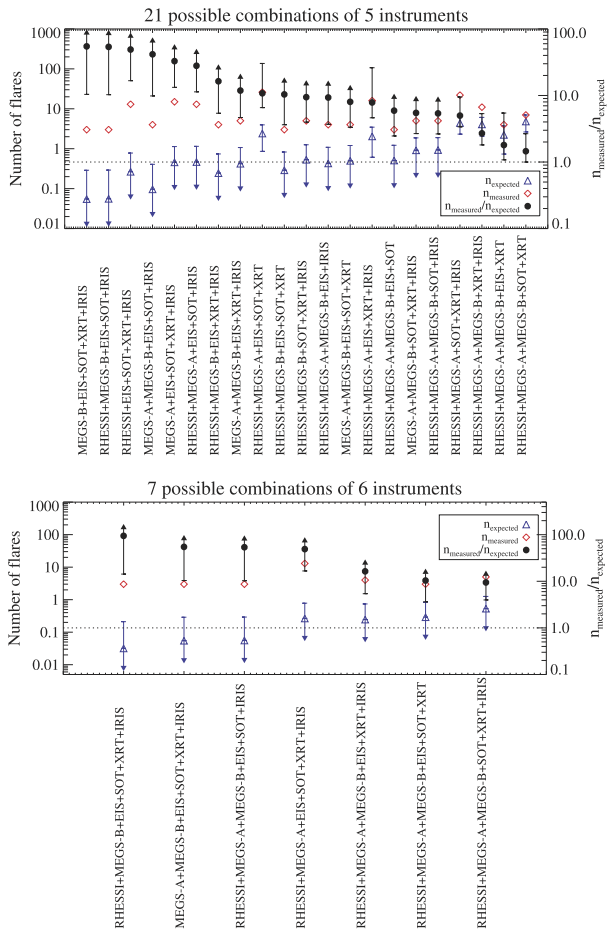 21 possible combinations of 5 instruments
1000
100
10
1
0.1
0.01
Number of flares
100.0
10.0
1.0
0.1
n_measured/n_expected
n_expected
n_measured
n_measured/n_expected
MEGS-B+EIS+SOT+XRT+IRIS
RHESSI+MEGS-B+EIS+SOT+IRIS
RHESSI+EIS+SOT+XRT+IRIS
MEGS-A+MEGS-B+EIS+SOT+IRIS
MEGS-A+EIS+SOT+XRT+IRIS
RHESSI+MEGS-A+EIS+SOT+IRIS
RHESSI+MEGS-B+EIS+XRT+IRIS
MEGS-A+MEGS-B+EIS+XRT+IRIS
RHESSI+MEGS-A+EIS+SOT+XRT
RHESSI+MEGS-B+EIS+SOT+XRT
RHESSI+MEGS-B+SOT+XRT+IRIS
RHESSI+MEGS-A+MEGS-B+EIS+IRIS
MEGS-A+MEGS-B+EIS+SOT+XRT
RHESSI+MEGS-A+EIS+XRT+IRIS
RHESSI+MEGS-A+MEGS-B+EIS+SOT
MEGS-A+MEGS-B+SOT+XRT+IRIS
RHESSI+MEGS-A+MEGS-B+SOT+IRIS
RHESSI+MEGS-A+SOT+XRT+IRIS
RHESSI+MEGS-A+MEGS-B+XRT+IRIS
RHESSI+MEGS-A+MEGS-B+EIS+XRT
RHESSI+MEGS-A+MEGS-B+SOT+XRT
7 possible combinations of 6 instruments
1000
100
10
1
0.1
0.01
Number of flares
100.0
10.0
1.0
0.1
n_measured/n_expected
n_expected
n_measured
n_measured/n_expected
RHESSI+MEGS-B+EIS+SOT+XRT+IRIS
MEGS-A+MEGS-B+EIS+SOT+XRT+IRIS
RHESSI+MEGS-A+MEGS-B+EIS+SOT+IRIS
RHESSI+MEGS-A+EIS+SOT+XRT+IRIS
RHESSI+MEGS-A+MEGS-B+EIS+XRT+IRIS
RHESSI+MEGS-A+MEGS-B+EIS+SOT+XRT
RHESSI+MEGS-A+MEGS-B+SOT+XRT+IRIS